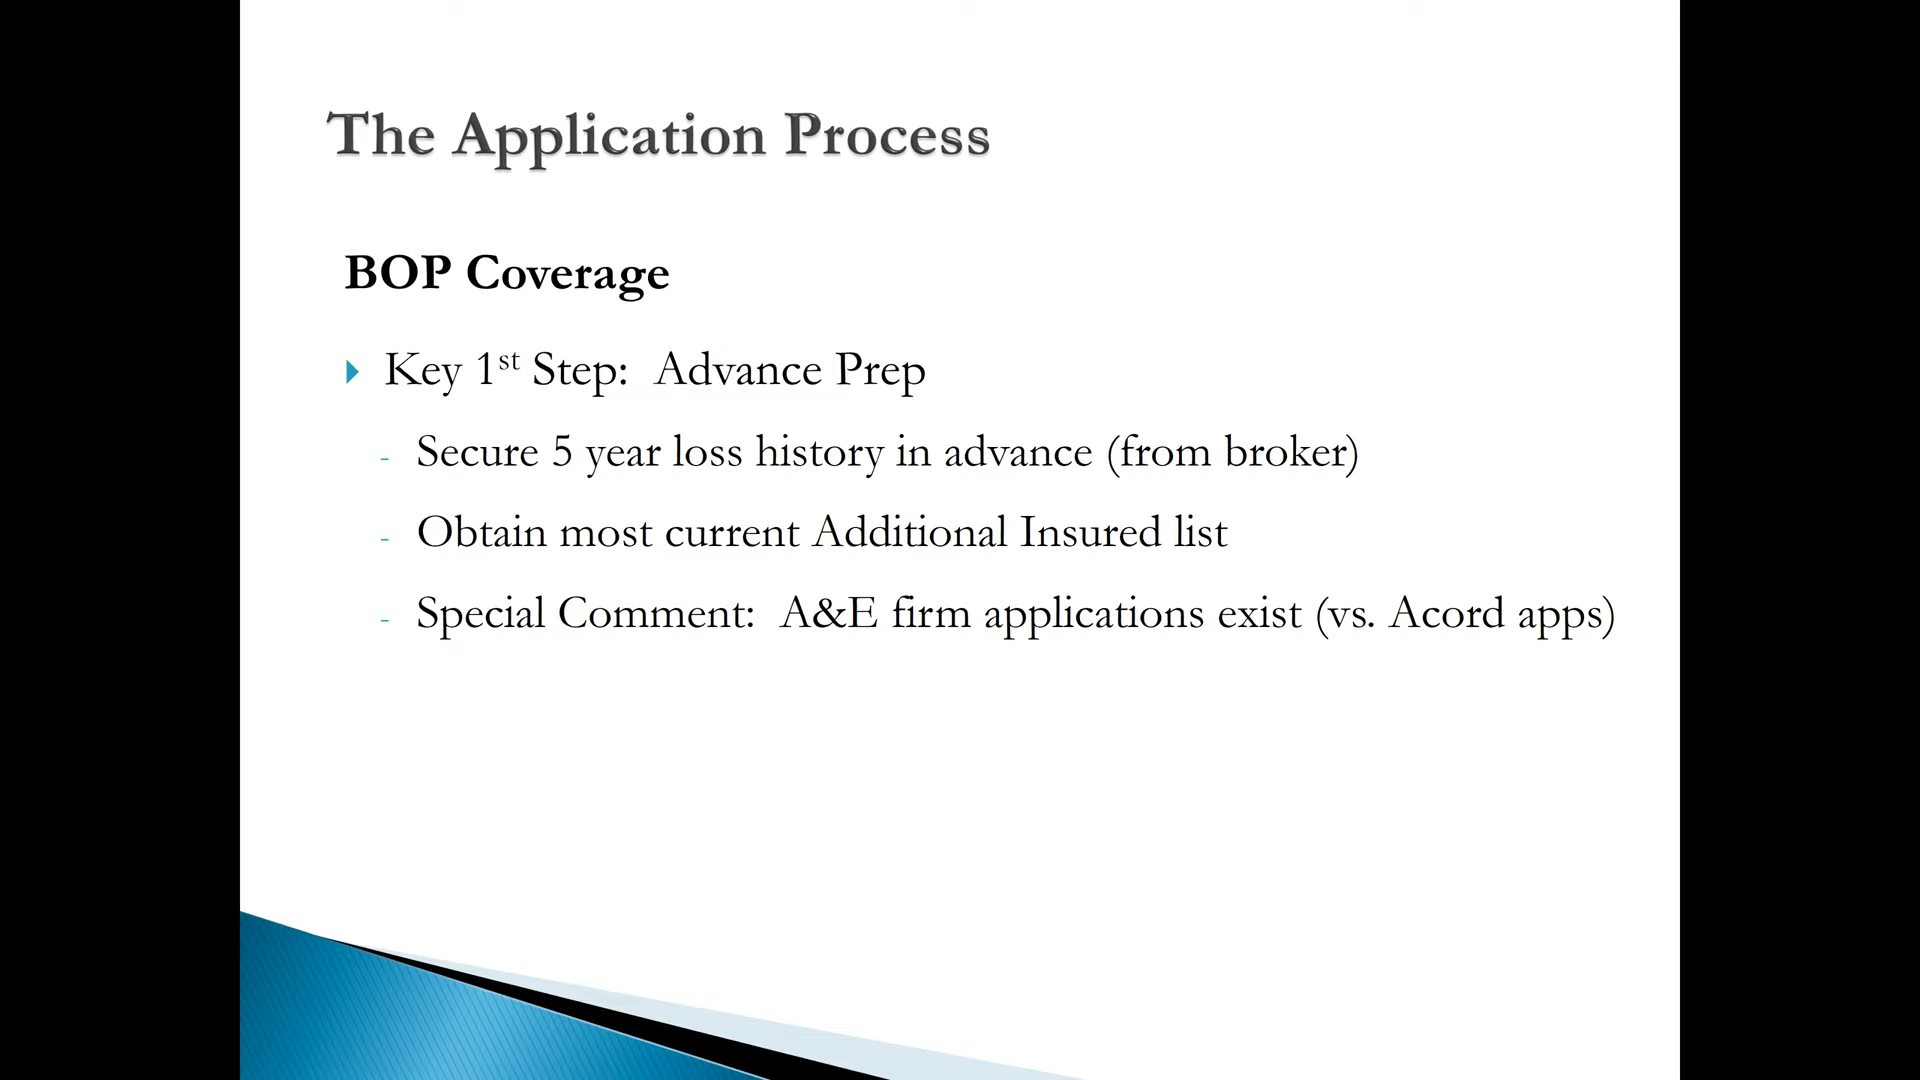 The Application Process
BOP Coverage
Key 1st Step: Advance Prep
- Secure 5 year loss history in advance (from broker)
- Obtain most current Additional Insured list
- Special Comment: A&E firm applications exist (vs. Acord apps)